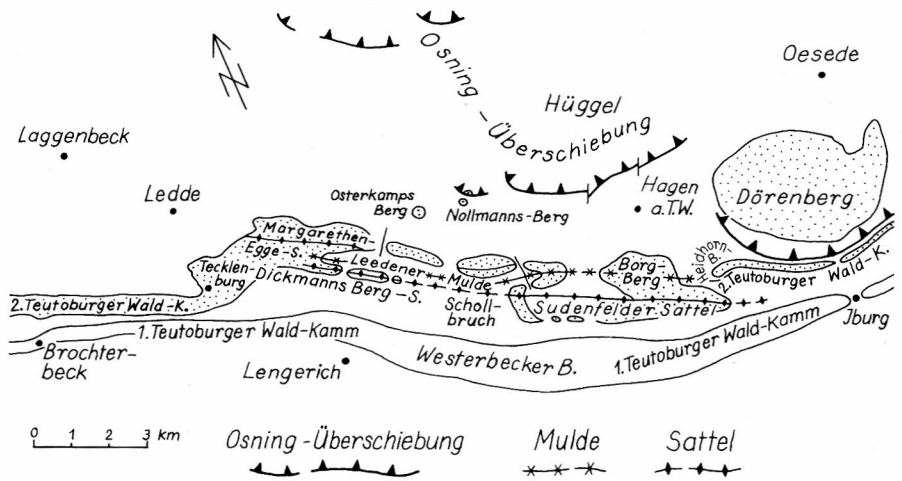 Osning - Überschiebung
Oesede
Hüggel
Laggenbeck
Ledde
Osterkamps
Berg
Nollmanns-Berg
Hagen
a.T.W.
Dörenberg
Margarethen-
Egge-S.
Leedener Mulde
Tecklen-
burg
Dickmanns Berg-S.
Borg-
Berg
Heidhorn-
B.
2.Teutoburger Wald-K.
Scholl-
bruch
Sudenfelder Sattel
2.Teutoburger Wald-K.
1.Teutoburger Wald-Kamm
Brochter-
beck
Lengerich
Westerbecker B.
1.Teutoburger Wald-Kamm
Jburg
0 1 2 3 km
Osning-Überschiebung
Mulde
Sattel